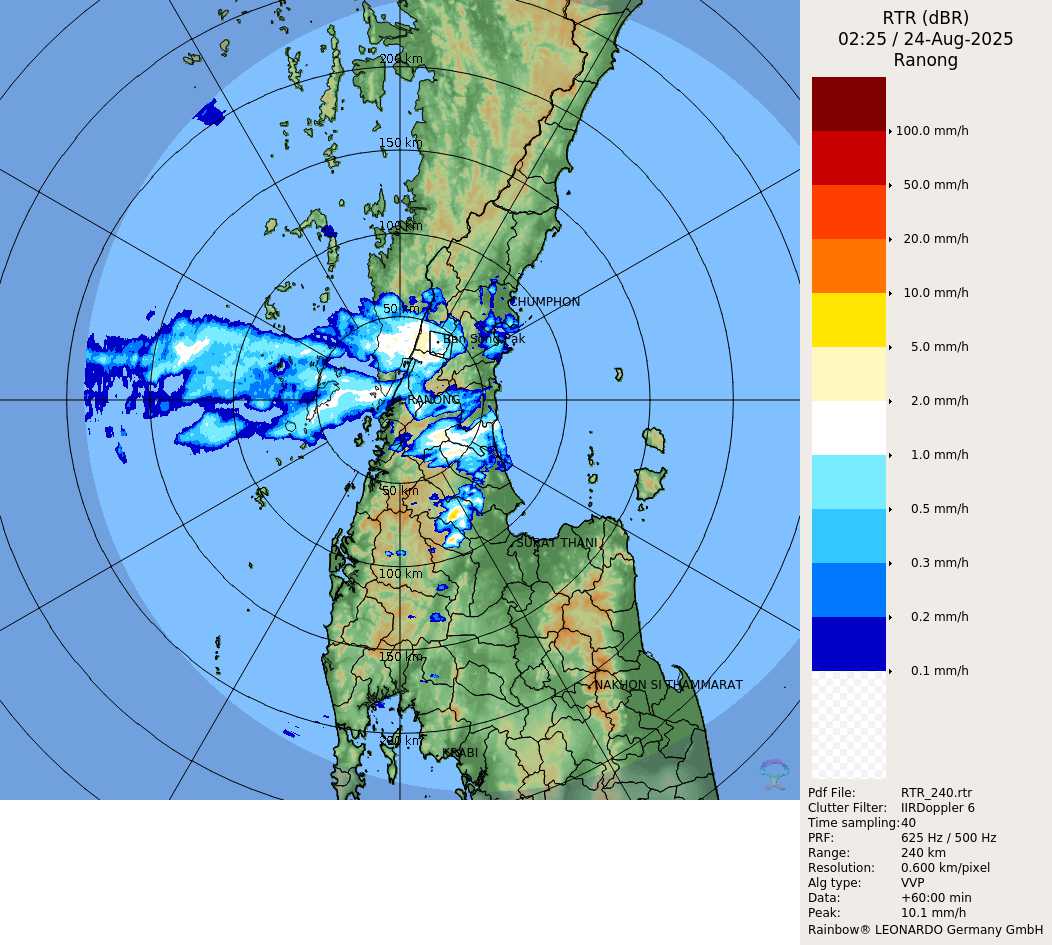 RTR (dBR)
02:25 / 24-Aug-2025
Ranong
200 km
150 km
100 km
50 km
CHUMPHON
Ban Song Pak
RANONG
50 km
SURAT THANI
100 km
150 km
NAKHON SI THAMMARAT
200 km
KRABI
100.0 mm/h
50.0 mm/h
20.0 mm/h
10.0 mm/h
5.0 mm/h
2.0 mm/h
1.0 mm/h
0.5 mm/h
0.3 mm/h
0.2 mm/h
0.1 mm/h
Pdf File: RTR_240.rtr
Clutter Filter: IIRDoppler 6
Time sampling:40
PRF: 625 Hz / 500 Hz
Range: 240 km
Resolution: 0.600 km/pixel
Alg type: VVP
Data: +60:00 min
Peak: 10.1 mm/h
Rainbow® LEONARDO Germany GmbH